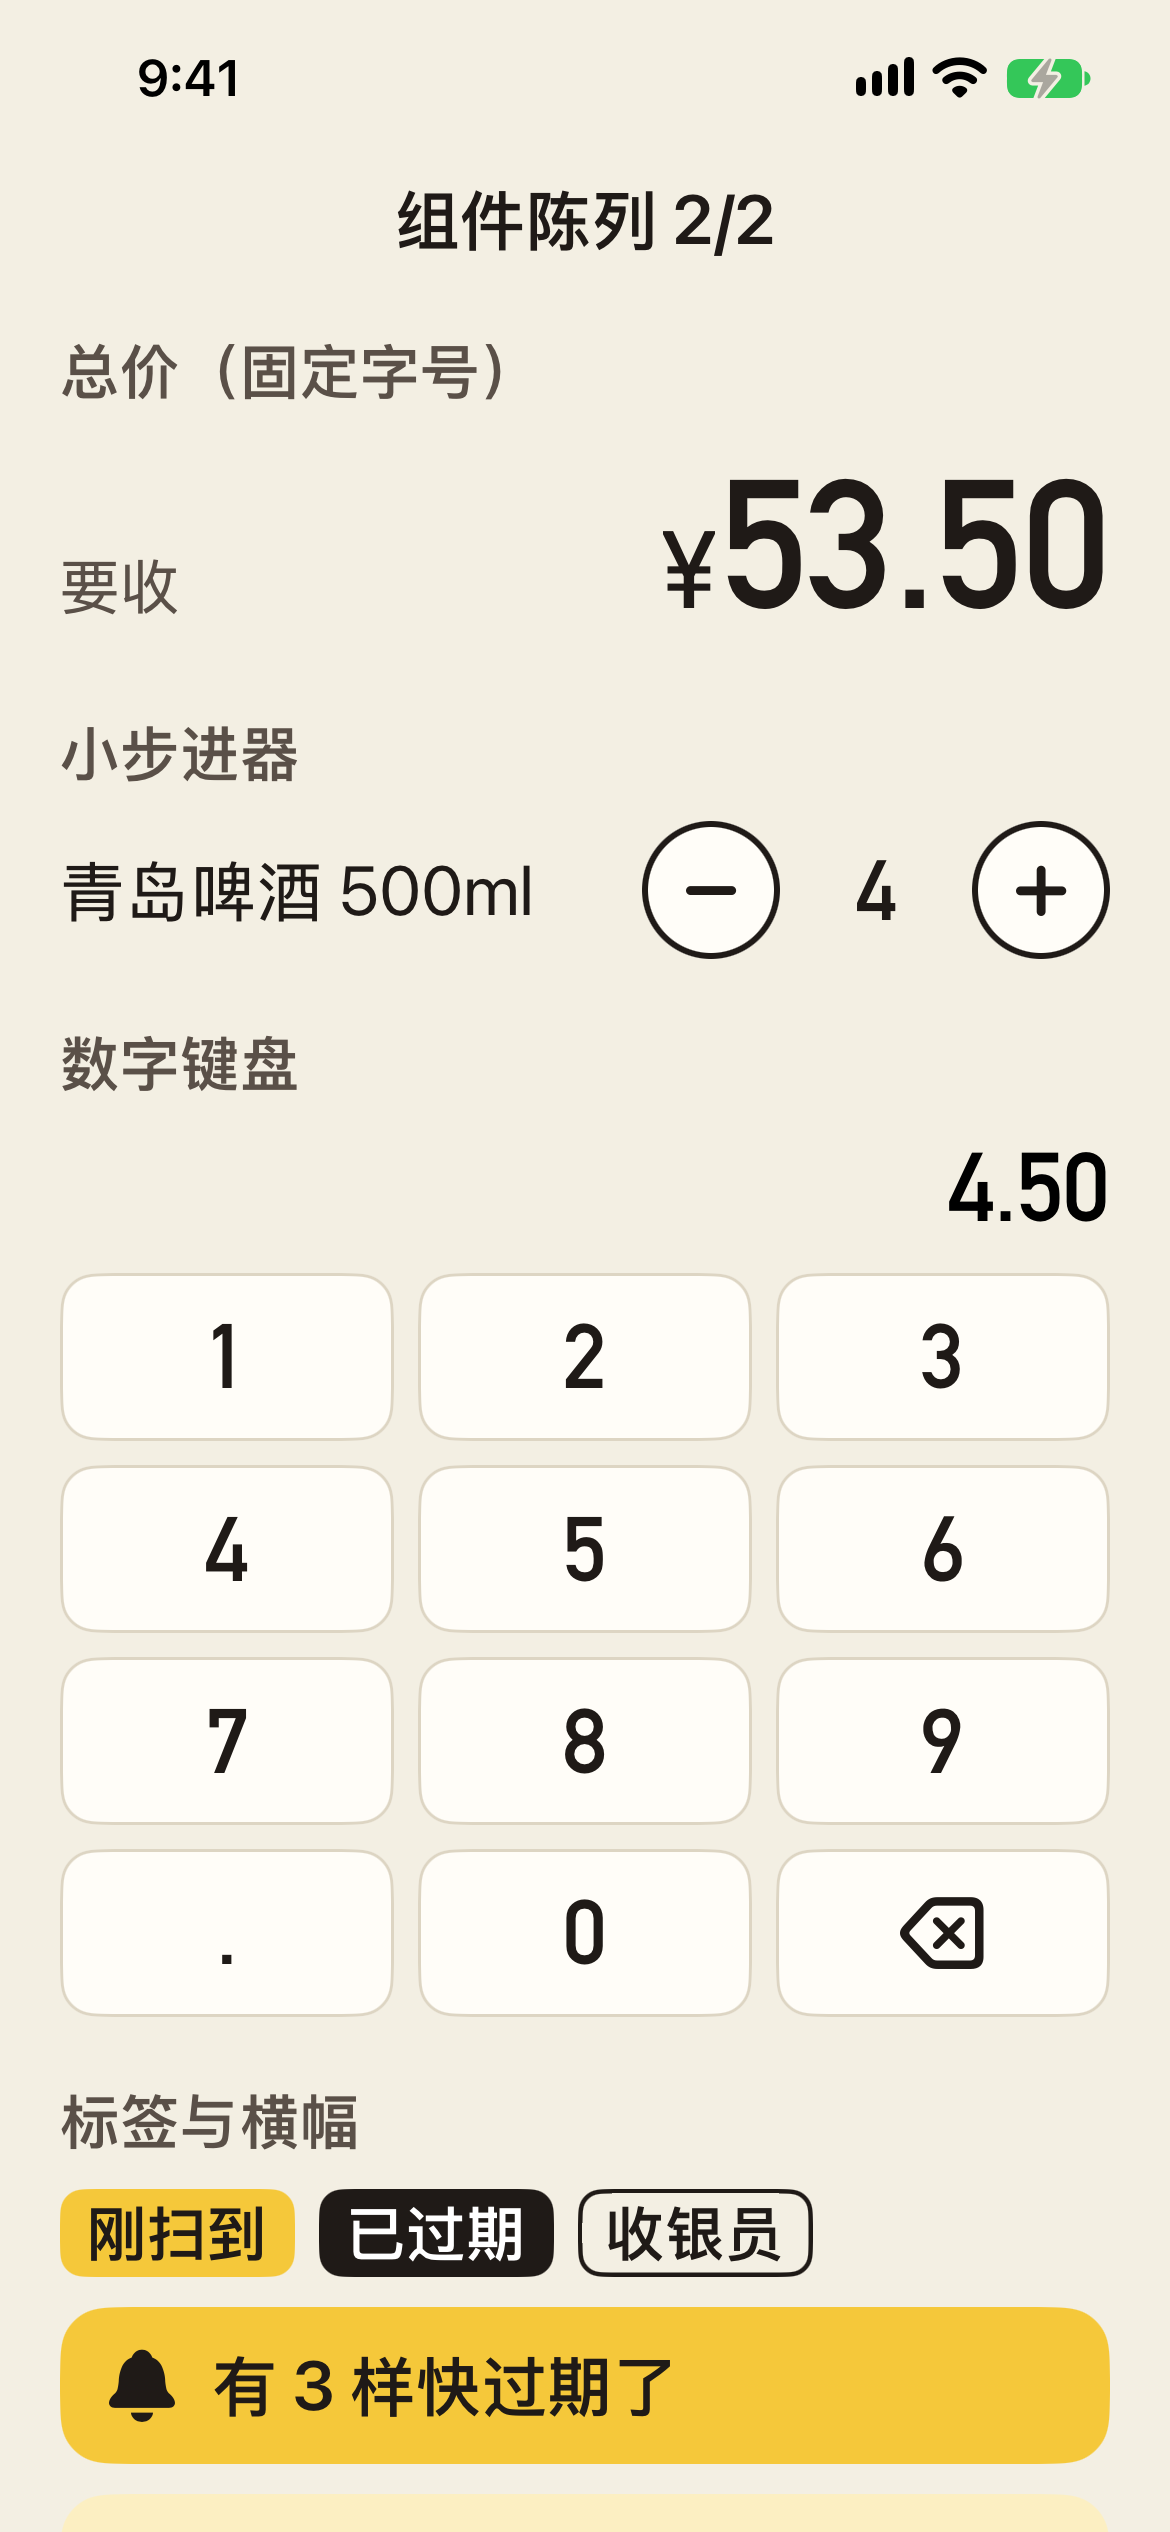 9:41
组件陈列 2/2
总价（固定字号）
要收 ¥53.50
小步进器
青岛啤酒 500ml − 4 +
数字键盘
4.50
1 2 3
4 5 6
7 8 9
. 0
标签与横幅
刚扫到 已过期 收银员
有 3 样快过期了